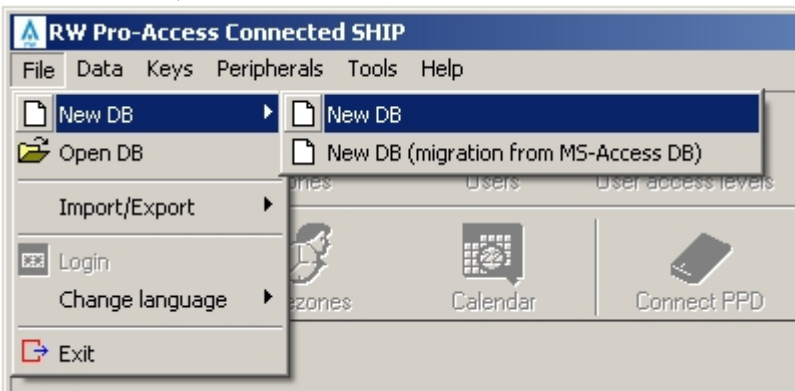 RW Pro-Access Connected SHIP
File Data Keys Peripherals Tools Help
New DB
New DB
Open DB
New DB (migration from MS-Access DB)
Users
User access levels
Import/Export
Login
Change language
Calendar
Connect PPD
Exit